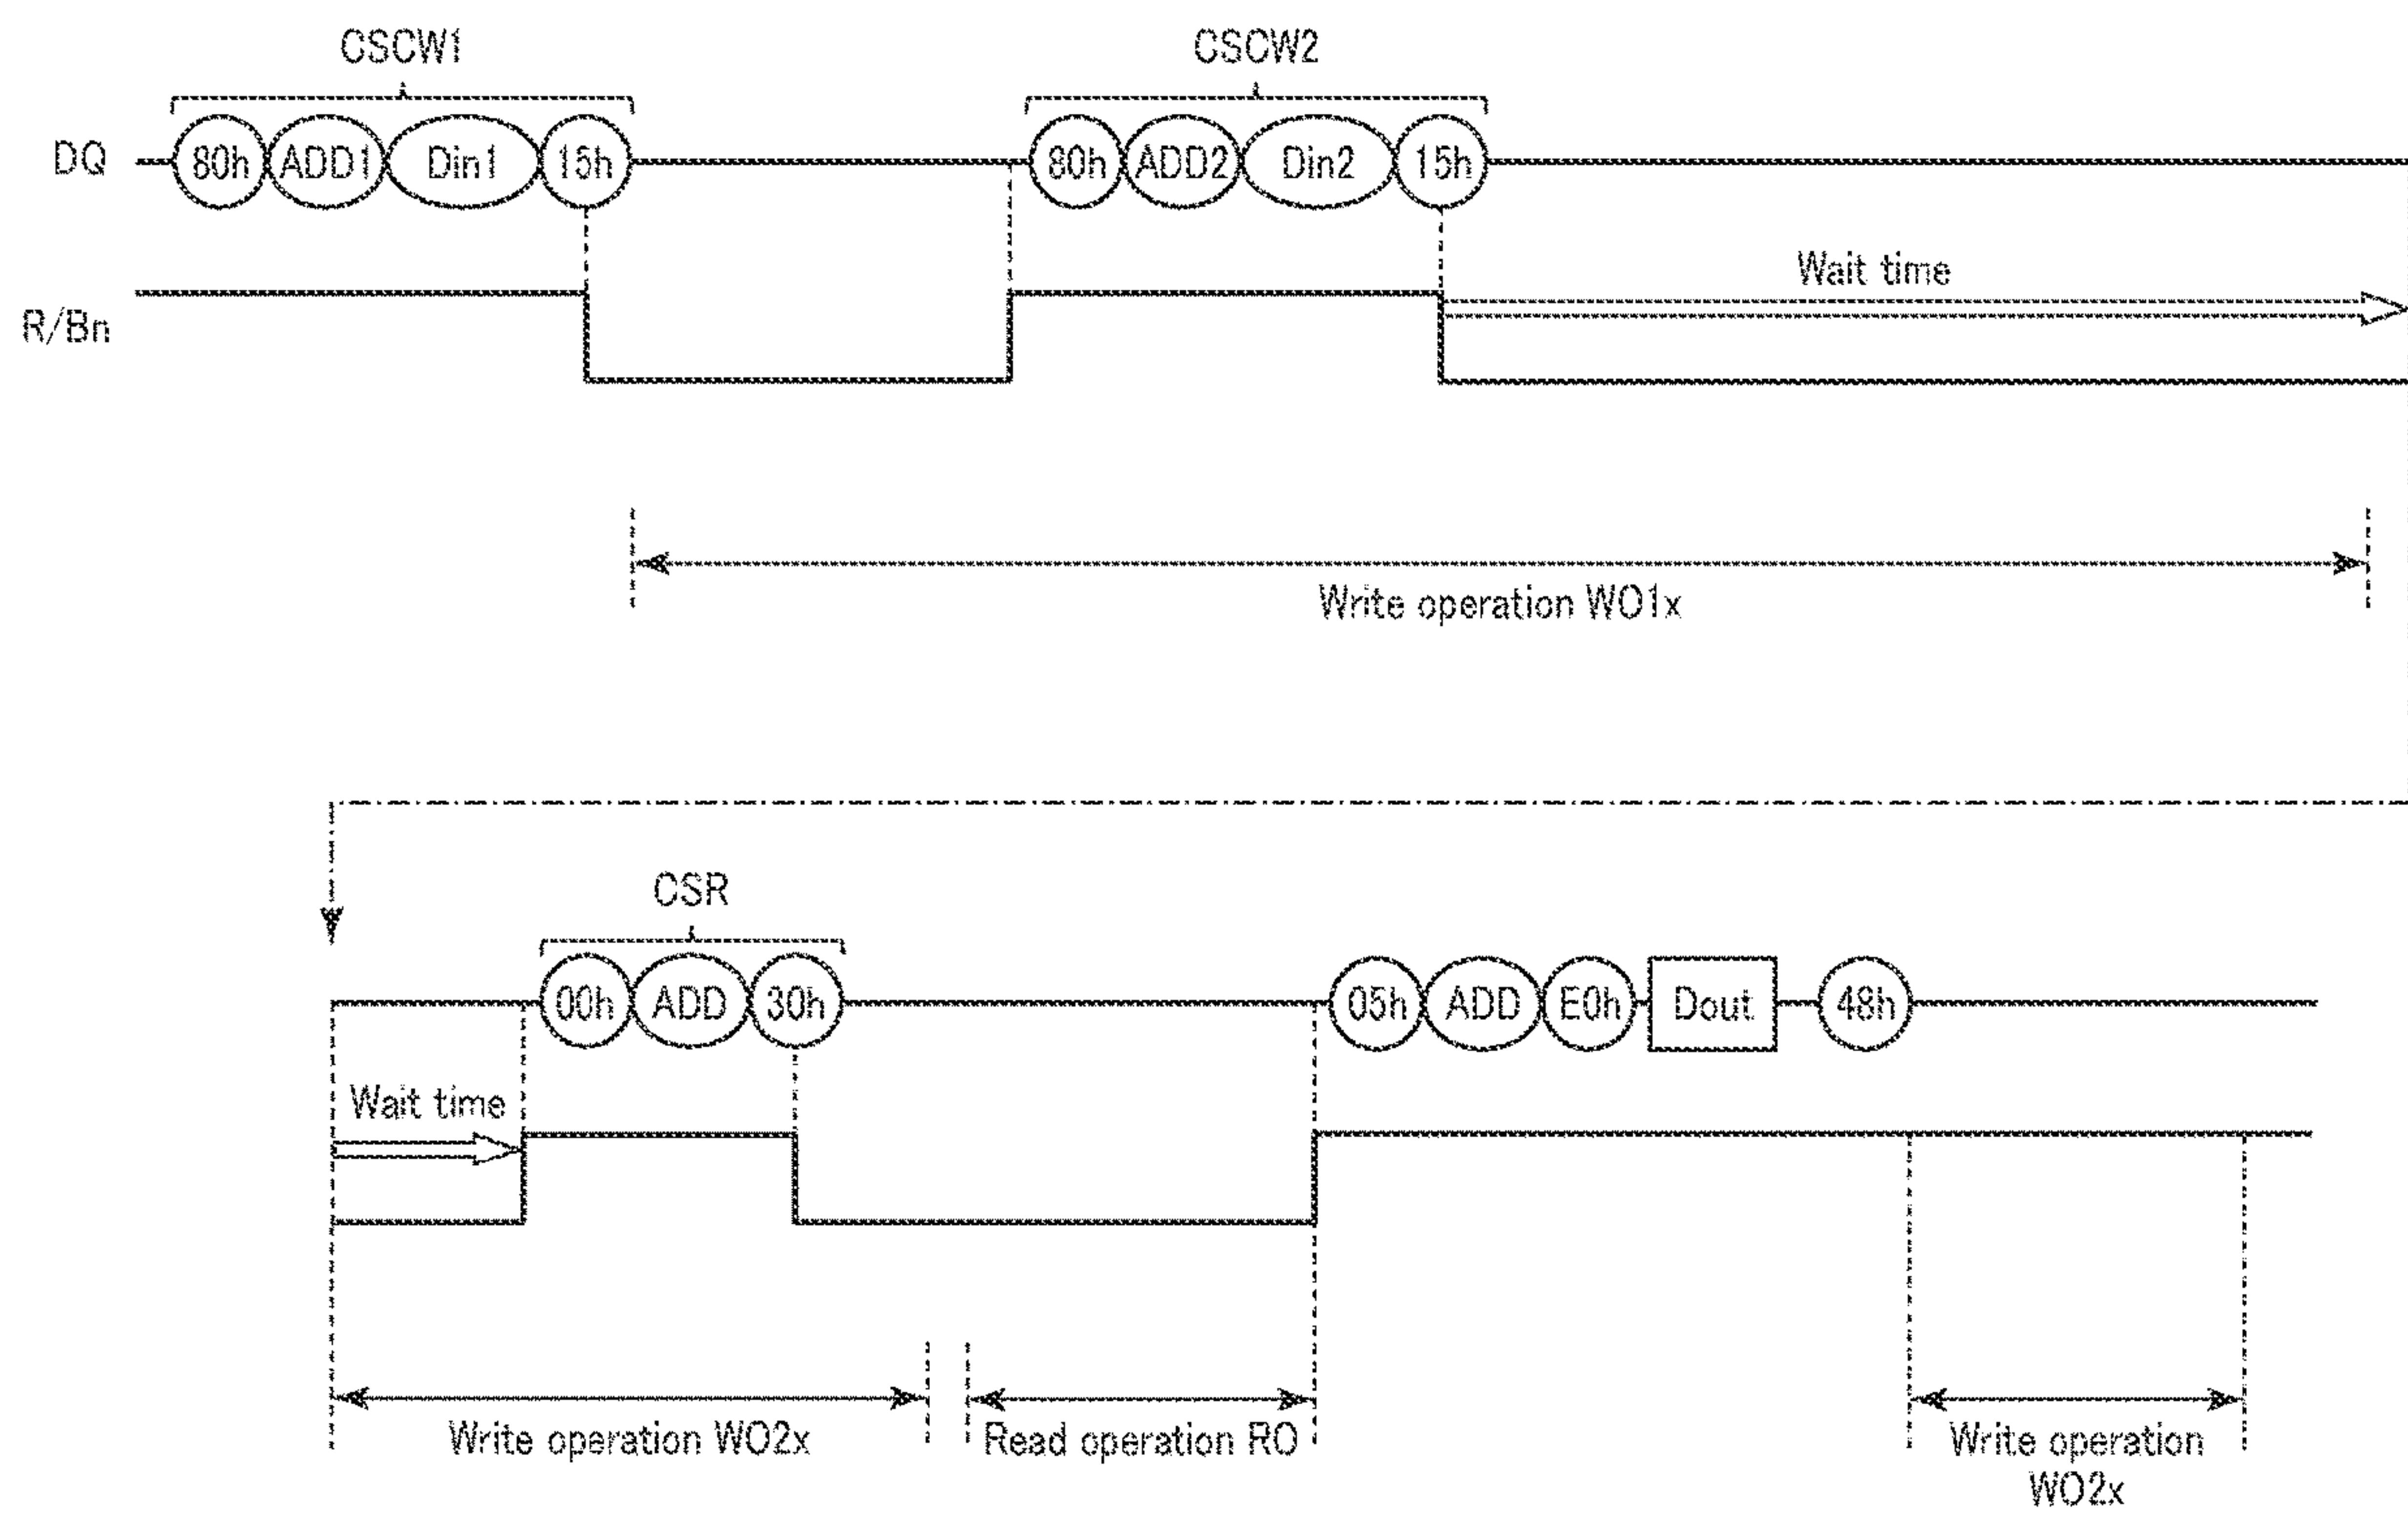 CSCW1 CSCW2
DQ 80h ADD1 Din1 15h 80h ADD2 Din2 15h
Wait time
R/Bn
Write operation WO1x
CSR
00h ADD 30h 05h ADD E0h Dout 48h
Wait time
Write operation WO2x Read operation RO Write operation
WO2x